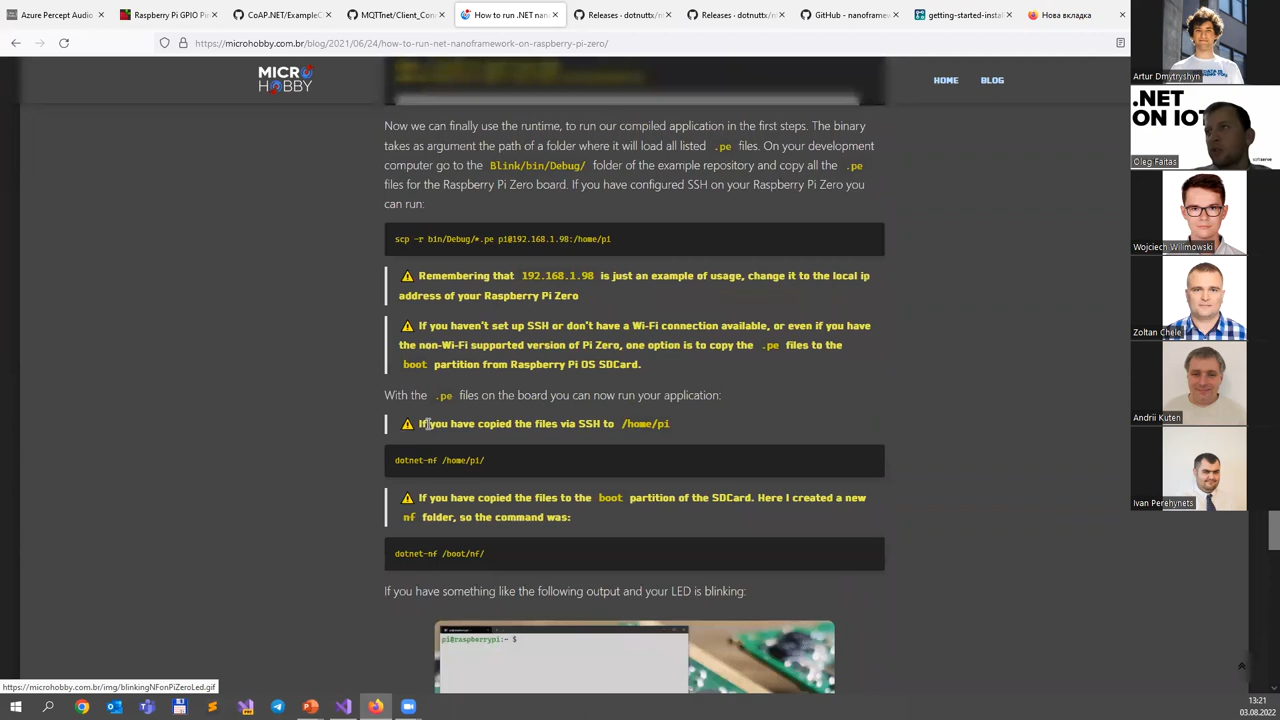 Azure Percept Audio
Raspberry Pi GPIO Pin
CoAP.NET/ExampleC
MQTTnet/Client_Con
How to run .NET nan
Releases · dotnuttx/n
Releases · dotnuttx/n
GitHub - nanoframew
getting-started-instal
Нова вкладка
https://microhobby.com.br/blog/2021/06/24/how-to-run-net-nanoframework-on-raspberry-pi-zero/
MICR
HOBBY
HOME
BLOG
Now we can finally use the runtime, to run our compiled application in the first steps. The binary
takes as argument the path of a folder where it will load all listed .pe files. On your development
computer go to the Blink/bin/Debug/ folder of the example repository and copy all the .pe
files for the Raspberry Pi Zero board. If you have configured SSH on your Raspberry Pi Zero you
can run:
scp -r bin/Debug/*.pe pi@192.168.1.98:/home/pi
Remembering that 192.168.1.98 is just an example of usage, change it to the local ip
address of your Raspberry Pi Zero
If you haven't set up SSH or don't have a Wi-Fi connection available, or even if you have
the non-Wi-Fi supported version of Pi Zero, one option is to copy the .pe files to the
boot partition from Raspberry Pi OS SDCard.
With the .pe files on the board you can now run your application:
If you have copied the files via SSH to /home/pi
dotnet-nf /home/pi/
If you have copied the files to the boot partition of the SDCard. Here I created a new
nf folder, so the command was:
dotnet-nf /boot/nf/
If you have something like the following output and your LED is blinking:
pi@raspberrypi:~ $
https://microhobby.com.br/img/blinkingNFonPiZeroLed.gif
13:21
03.08.2022
Artur Dmytryshyn
.NET
ON IOT
softserve
Oleg Faitas
Wojciech Wilimowski
Zoltan Chele
Andrii Kuten
Ivan Perehynets